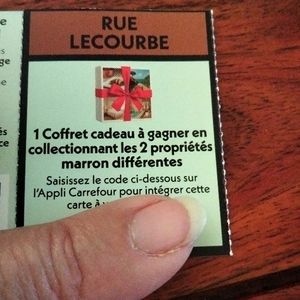 RUE
LECOURBE
1 Coffret cadeau à gagner en
collectionnant les 2 propriétés
marron différentes
Saisissez le code ci-dessous sur
l'Appli Carrefour pour intégrer cette
carte à